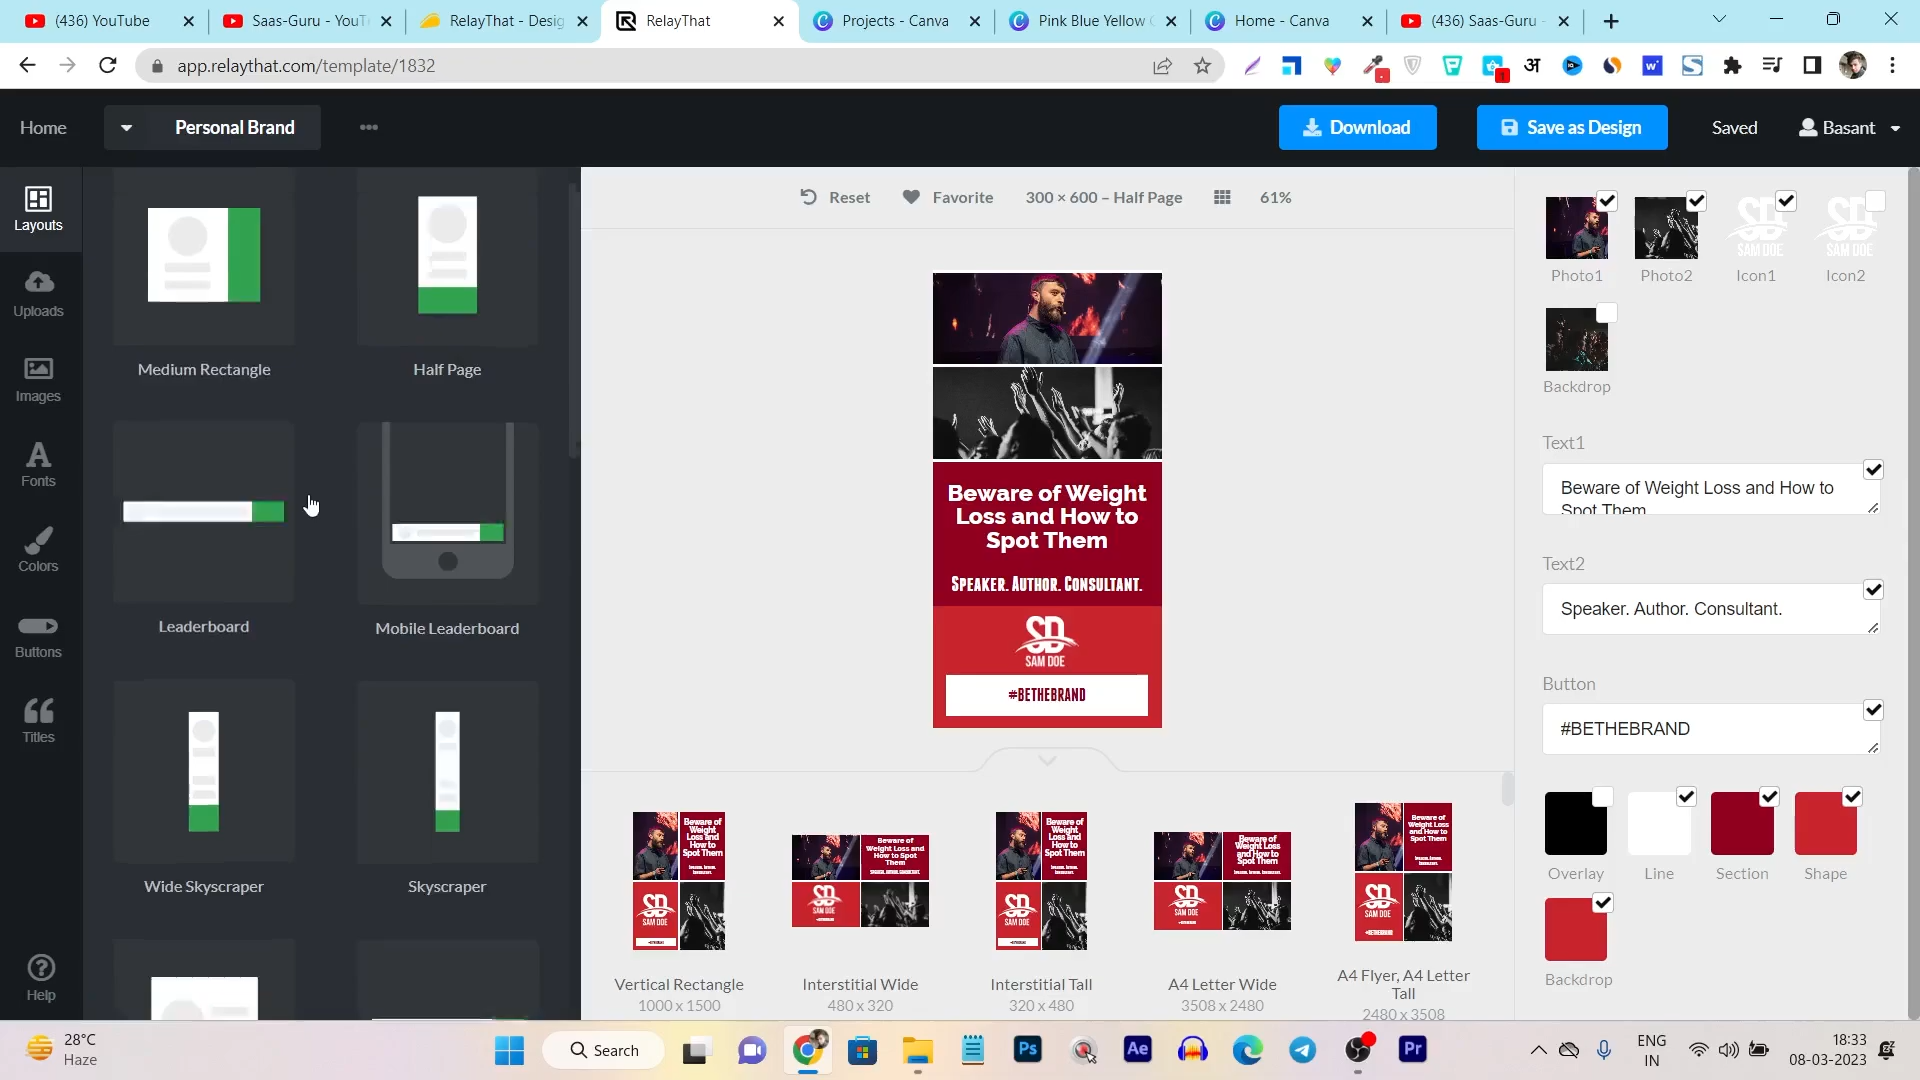 (436) YouTube
Saas-Guru - YouT
RelayThat - Desig
RelayThat
Projects - Canva
Pink Blue Yellow
Home - Canva
(436) Saas-Guru -
app.relaythat.com/template/1832
Home
Personal Brand
Download
Save as Design
Saved
Basant
Layouts
Uploads
Images
Fonts
Colors
Buttons
Titles
Help
Medium Rectangle
Half Page
Leaderboard
Mobile Leaderboard
Wide Skyscraper
Skyscraper
Reset
Favorite
300 × 600 – Half Page
61%
Beware of Weight
Loss and How to
Spot Them
Speaker. Author. Consultant.
SD
SAM DOE
#BETHEBRAND
Vertical Rectangle
1000 x 1500
Interstitial Wide
480 x 320
Interstitial Tall
320 x 480
A4 Letter Wide
3508 x 2480
A4 Flyer, A4 Letter
Tall
2480 x 3508
Photo1
Photo2
Icon1
Icon2
Backdrop
Text1
Beware of Weight Loss and How to
Spot Them
Text2
Speaker. Author. Consultant.
Button
#BETHEBRAND
Overlay
Line
Section
Shape
Backdrop
28°C
Haze
Search
Ps
Ae
Pr
ENG
IN
18:33
08-03-2023